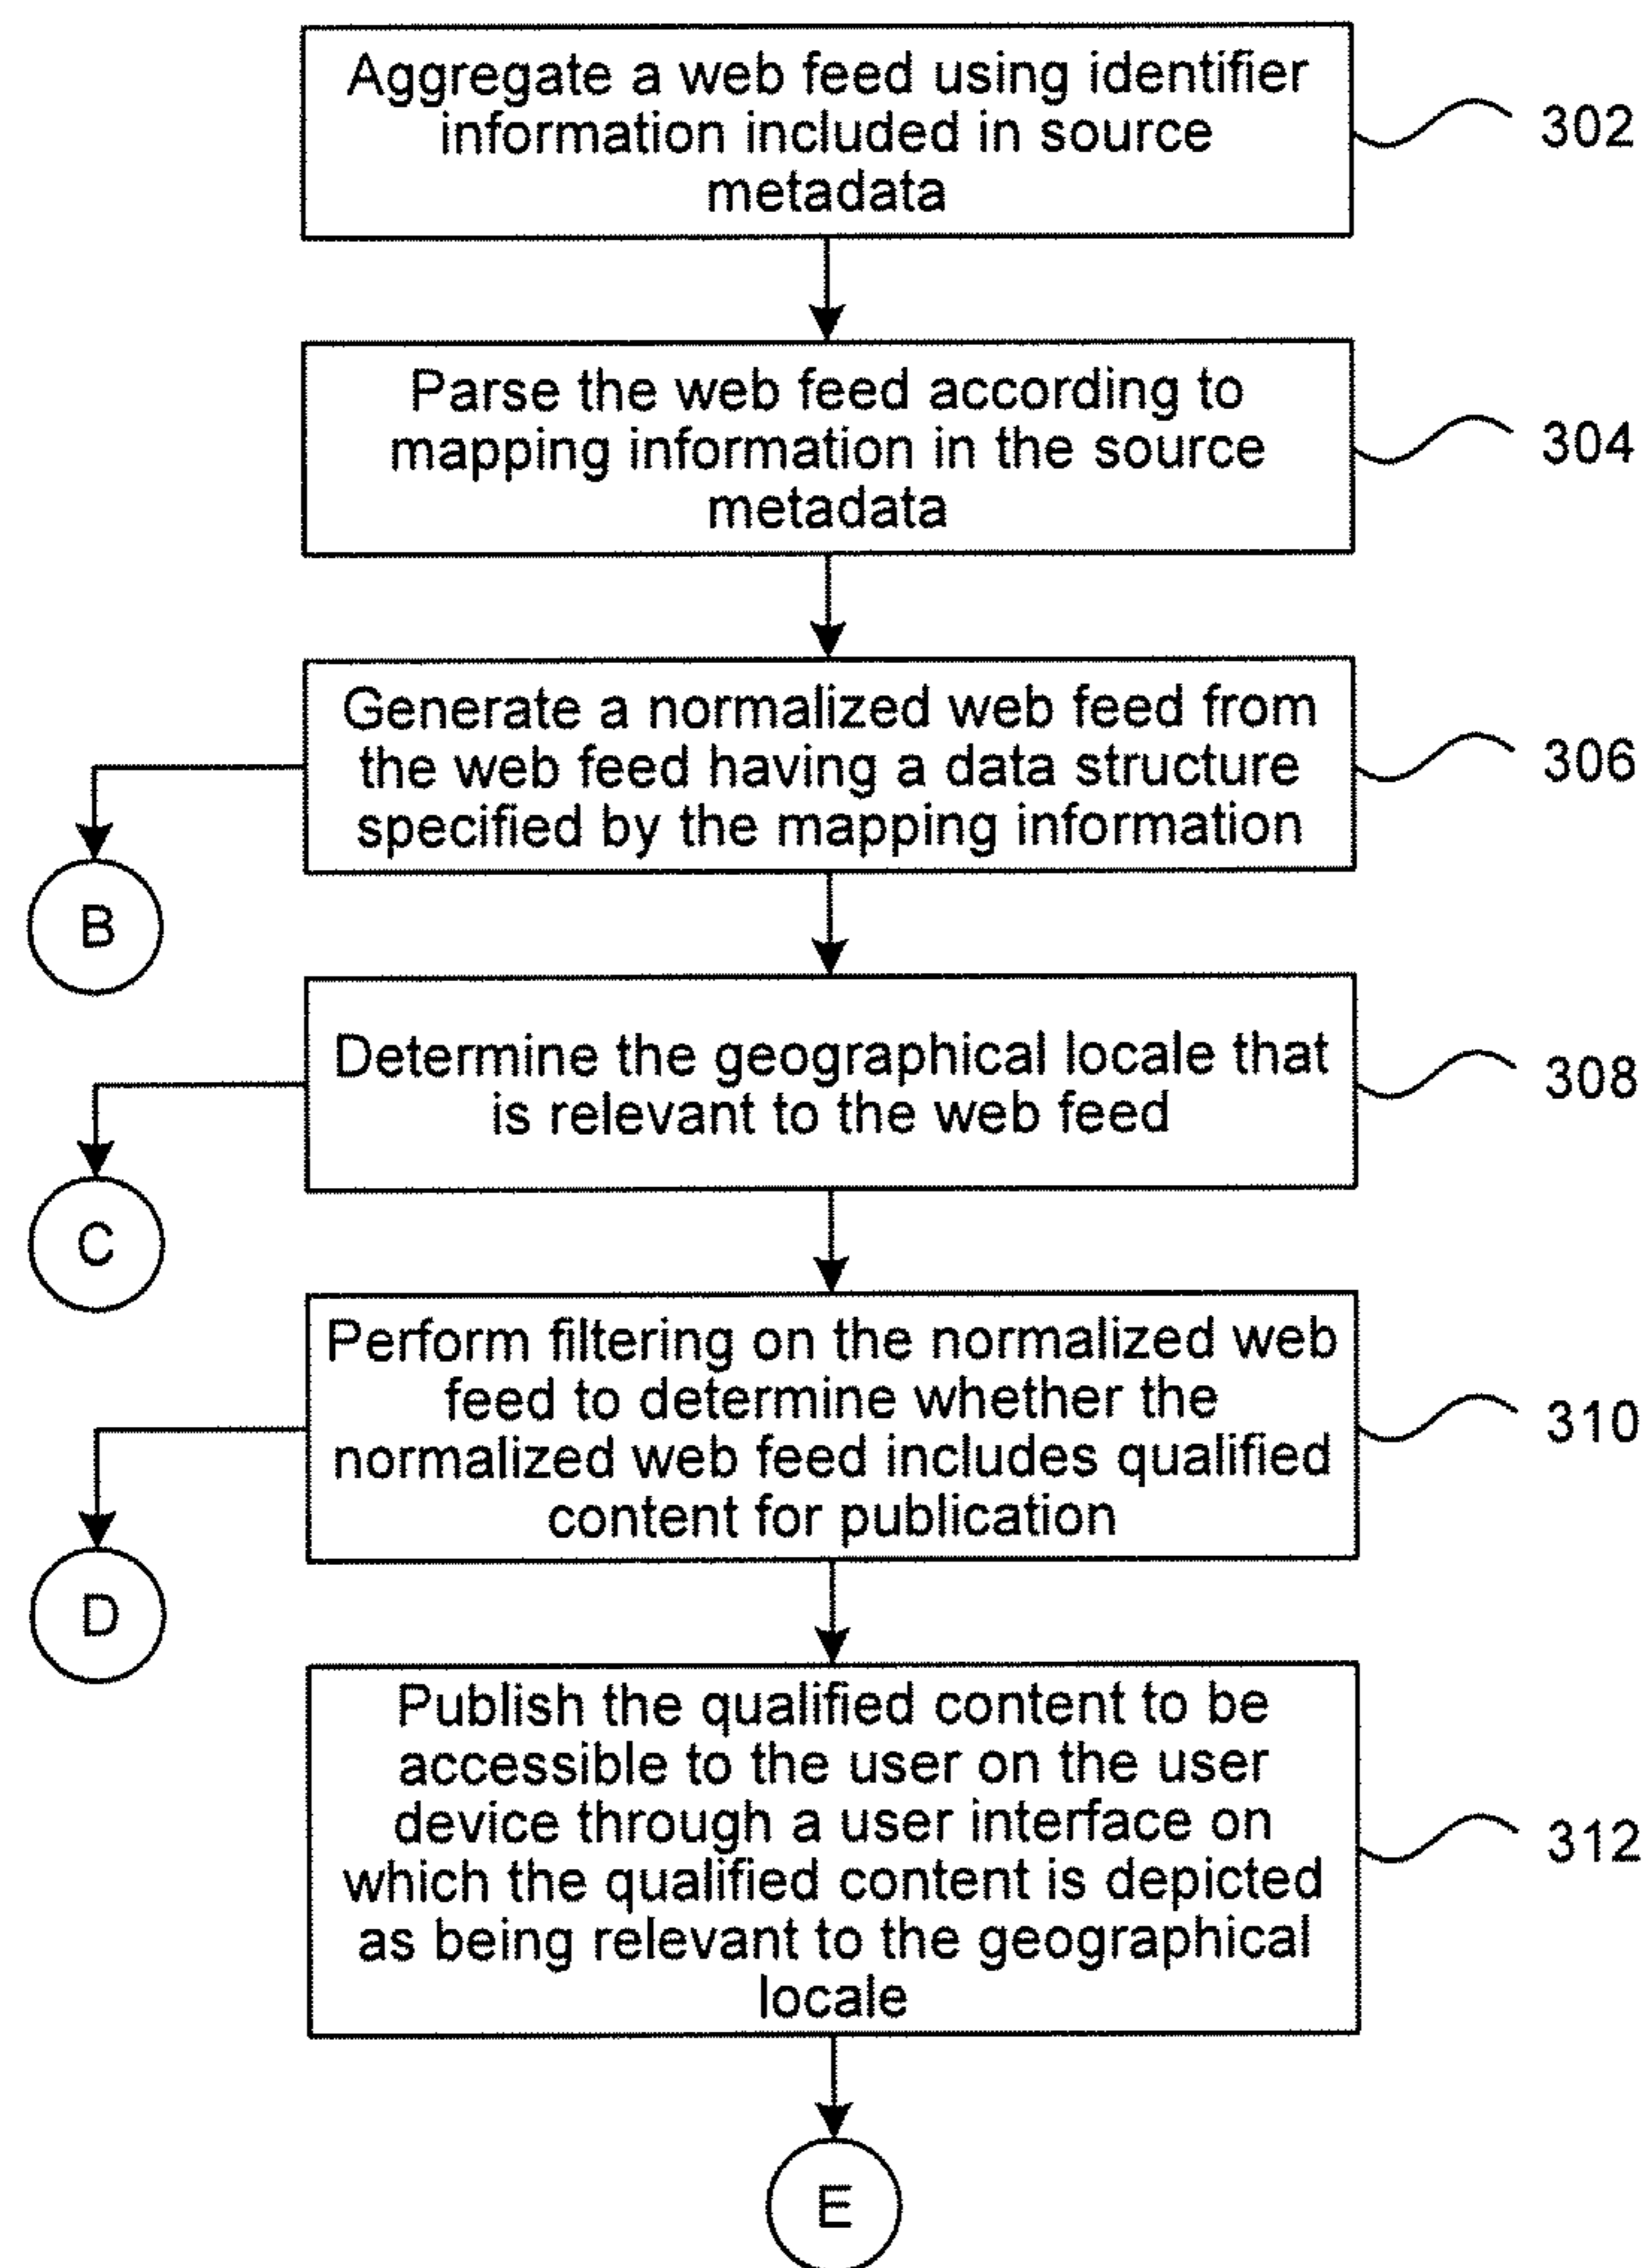 Aggregate a web feed using identifier
information included in source
metadata
302
Parse the web feed according to
mapping information in the source
metadata
304
Generate a normalized web feed from
the web feed having a data structure
specified by the mapping information
306
B
Determine the geographical locale that
is relevant to the web feed
308
C
Perform filtering on the normalized web
feed to determine whether the
normalized web feed includes qualified
content for publication
310
D
Publish the qualified content to be
accessible to the user on the user
device through a user interface on
which the qualified content is depicted
as being relevant to the geographical
locale
312
E